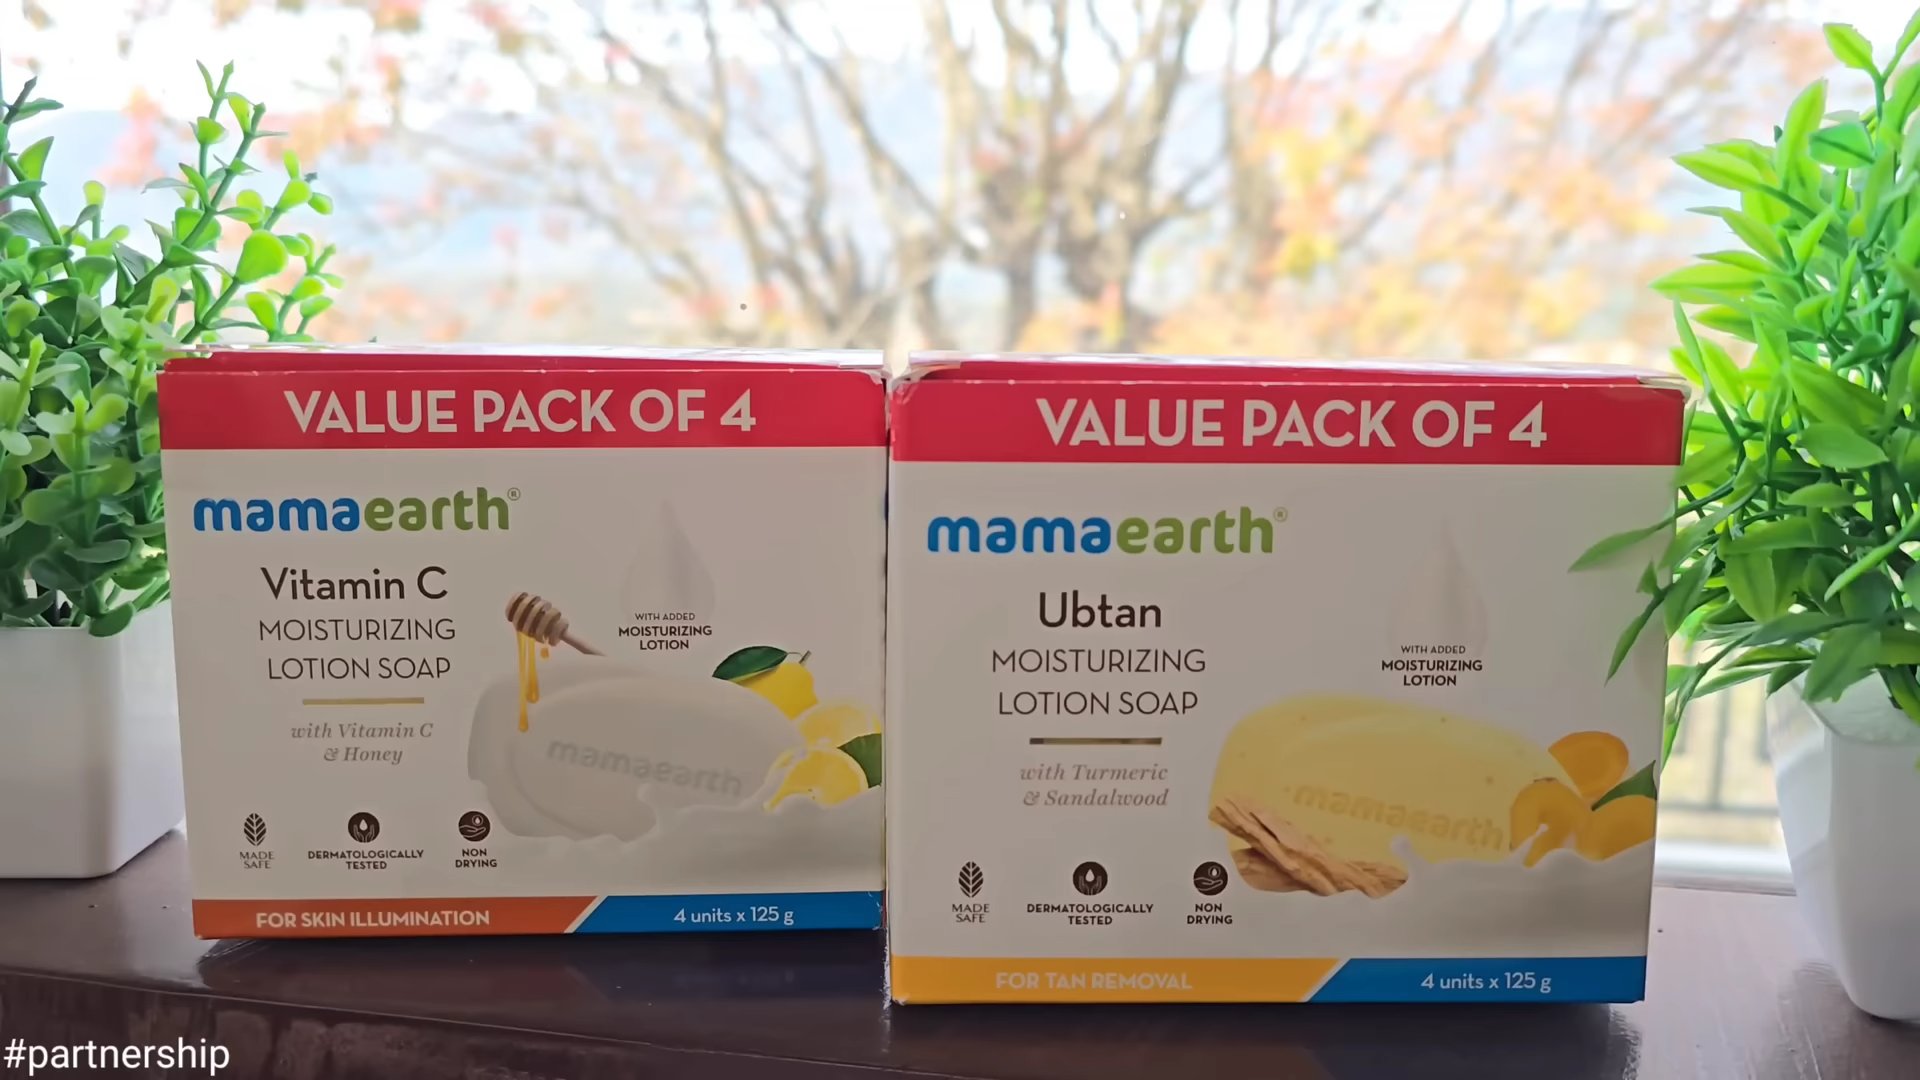 VALUE PACK OF 4
mamaearth®
Vitamin C
MOISTURIZING
LOTION SOAP
with Vitamin C
& Honey
WITH ADDED
MOISTURIZING
LOTION
mamaearth
MADE
SAFE
DERMATOLOGICALLY
TESTED
NON
DRYING
FOR SKIN ILLUMINATION
4 units x 125 g
VALUE PACK OF 4
mamaearth®
Ubtan
MOISTURIZING
LOTION SOAP
with Turmeric
& Sandalwood
WITH ADDED
MOISTURIZING
LOTION
mamaearth
MADE
SAFE
DERMATOLOGICALLY
TESTED
NON
DRYING
FOR TAN REMOVAL
4 units x 125 g
#partnership